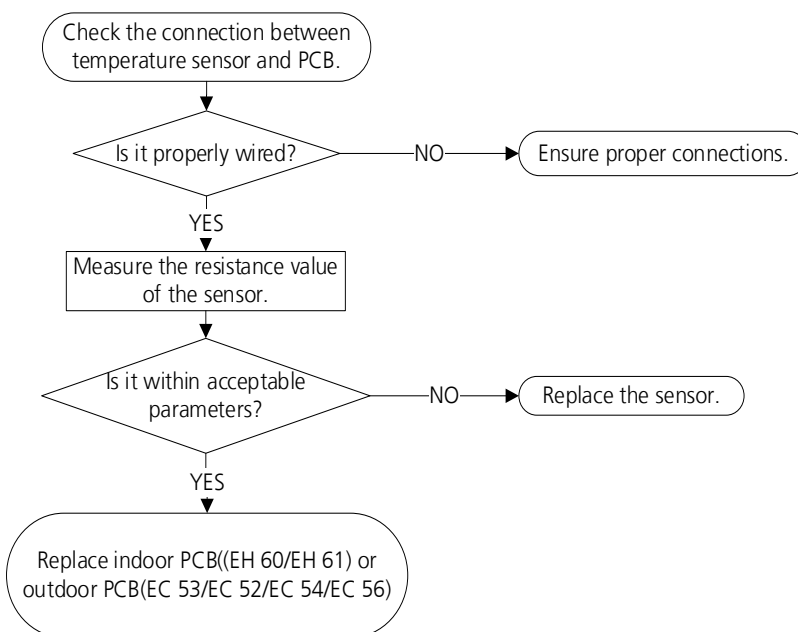 Check the connection between
temperature sensor and PCB.
Is it properly wired?
NO
Ensure proper connections.
YES
Measure the resistance value
of the sensor.
Is it within acceptable
parameters?
NO
Replace the sensor.
YES
Replace indoor PCB((EH 60/EH 61) or
outdoor PCB(EC 53/EC 52/EC 54/EC 56)